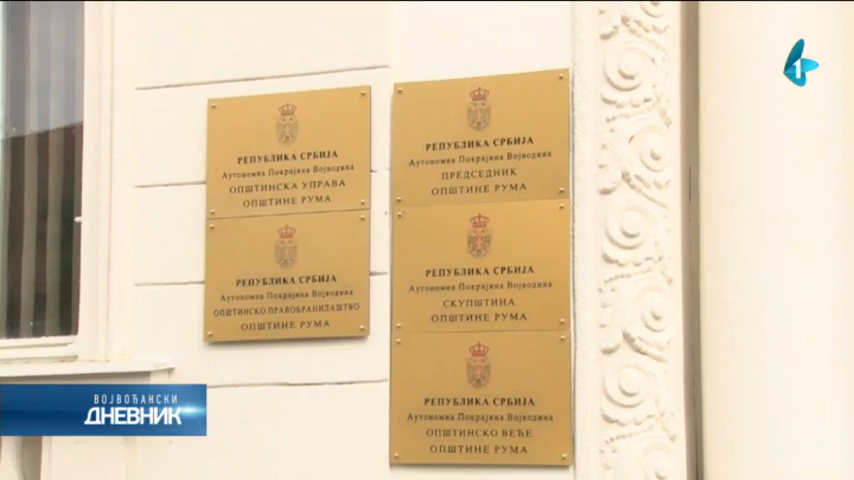 РЕПУБЛИКА СРБИЈА
Аутономна Покрајина Војводина
ОПШТИНСКА УПРАВА
ОПШТИНЕ РУМА
РЕПУБЛИКА СРБИЈА
Аутономна Покрајина Војводина
ОПШТИНСКО ПРАВОБРАНИЛАШТВО
ОПШТИНЕ РУМА
РЕПУБЛИКА СРБИЈА
Аутономна Покрајина Војводина
ПРЕДСЕДНИК
ОПШТИНЕ РУМА
РЕПУБЛИКА СРБИЈА
Аутономна Покрајина Војводина
СКУПШТИНА
ОПШТИНЕ РУМА
РЕПУБЛИКА СРБИЈА
Аутономна Покрајина Војводина
ОПШТИНСКО ВЕЋЕ
ОПШТИНЕ РУМА
1
ВОЈВОЂАНСКИ
ДНЕВНИК